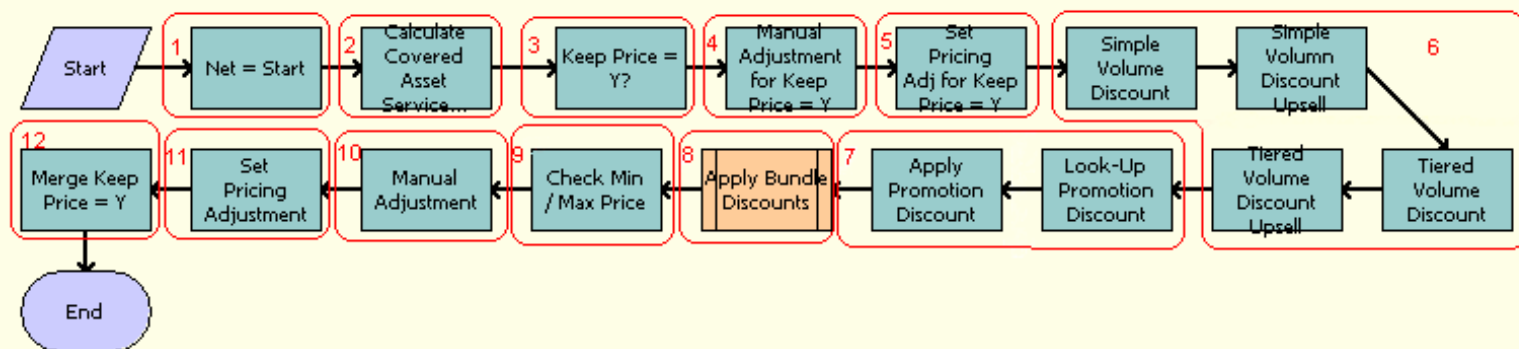 Start
1
Net = Start
2
Calculate
Covered
Asset
Service...
3
Keep Price =
Y?
4
Manual
Adjustment
for Keep
Price = Y
5
Set
Pricing
Adj for Keep
Price = Y
6
Simple
Volume
Discount
Simple
Volumn
Discount
Upsell
Tiered
Volume
Discount
Tiered
Volume
Discount
Upsell
7
Look-Up
Promotion
Discount
Apply
Promotion
Discount
8
Apply Bundle
Discounts
9
Check Min
/ Max Price
10
Manual
Adjustment
11
Set
Pricing
Adjustment
12
Merge Keep
Price = Y
End